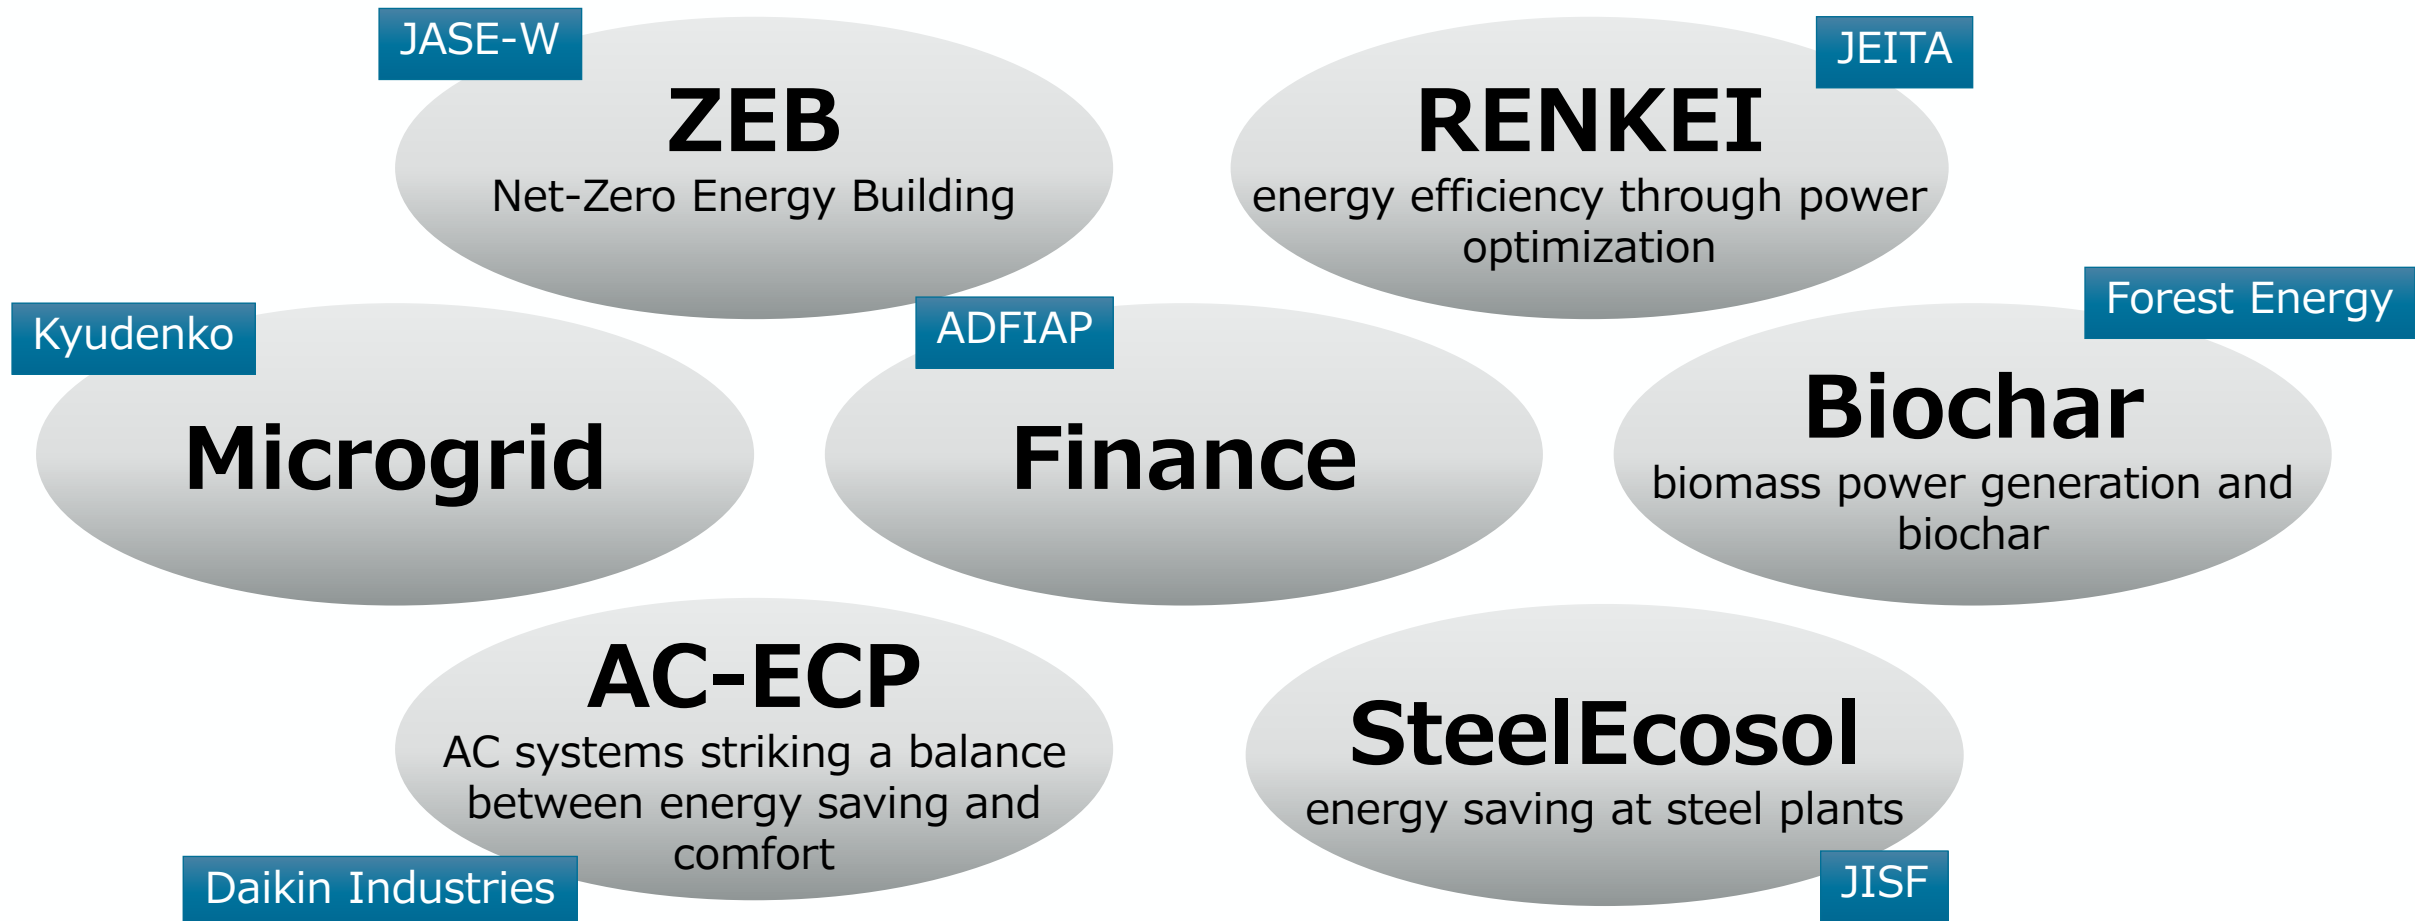 JASE-W
ZEB
Net-Zero Energy Building
JEITA
RENKEI
energy efficiency through power
optimization
Kyudenko
Microgrid
ADFIAP
Finance
Forest Energy
Biochar
biomass power generation and
biochar
AC-ECP
AC systems striking a balance
between energy saving and
comfort
Daikin Industries
SteelEcosol
energy saving at steel plants
JISF